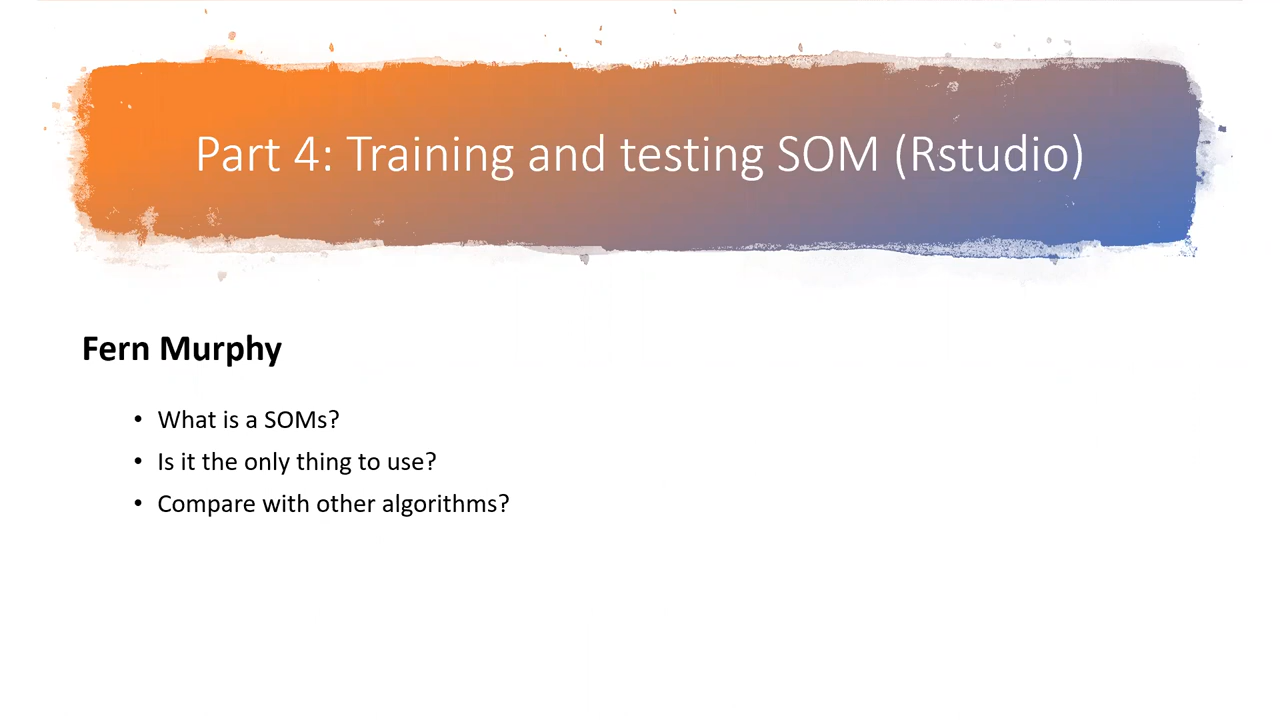 Part 4: Training and testing SOM (Rstudio)
Fern Murphy
• What is a SOMs?
• Is it the only thing to use?
• Compare with other algorithms?